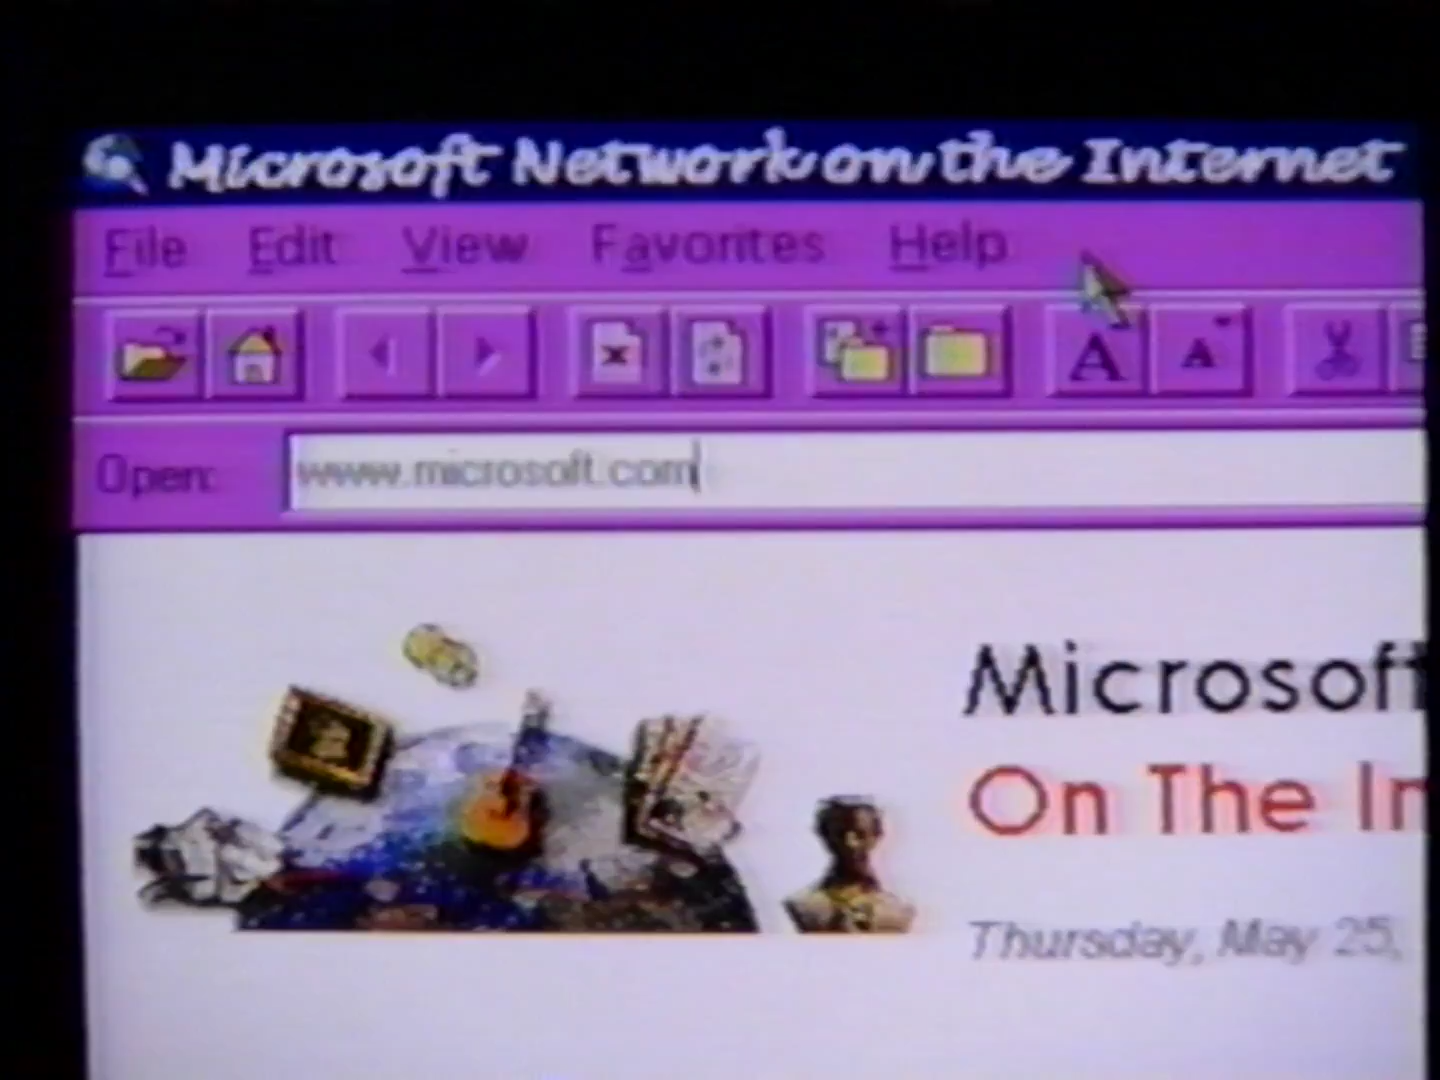 Microsoft Network on the Internet
File Edit View Favorites Help
A A
Open: www.microsoft.com
Microsoft
On The In
Thursday, May 25,